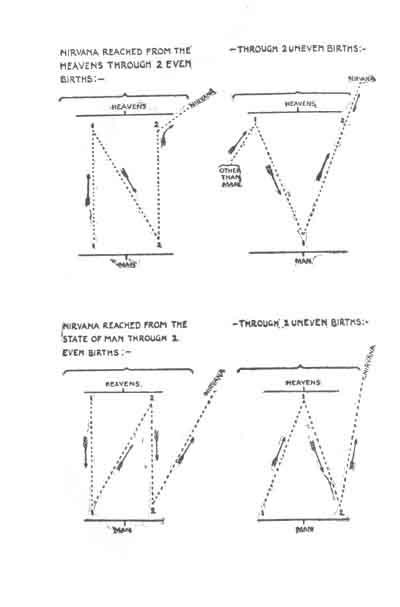 NIRVANA REACHED FROM THE
HEAVENS THROUGH 2 EVEN
BIRTHS:—
HEAVENS
NIRVANA
1
2
1
2
MAN
—THROUGH 2 UNEVEN BIRTHS:—
NIRVANA
HEAVENS
1
2
OTHER
THAN
MAN
1
MAN
NIRVANA REACHED FROM THE
STATE OF MAN THROUGH 2
EVEN BIRTHS:—
HEAVENS
NIRVANA
1
2
1
2
MAN
—THROUGH 2 UNEVEN BIRTHS:—
NIRVANA
HEAVENS
1
1
2
MAN